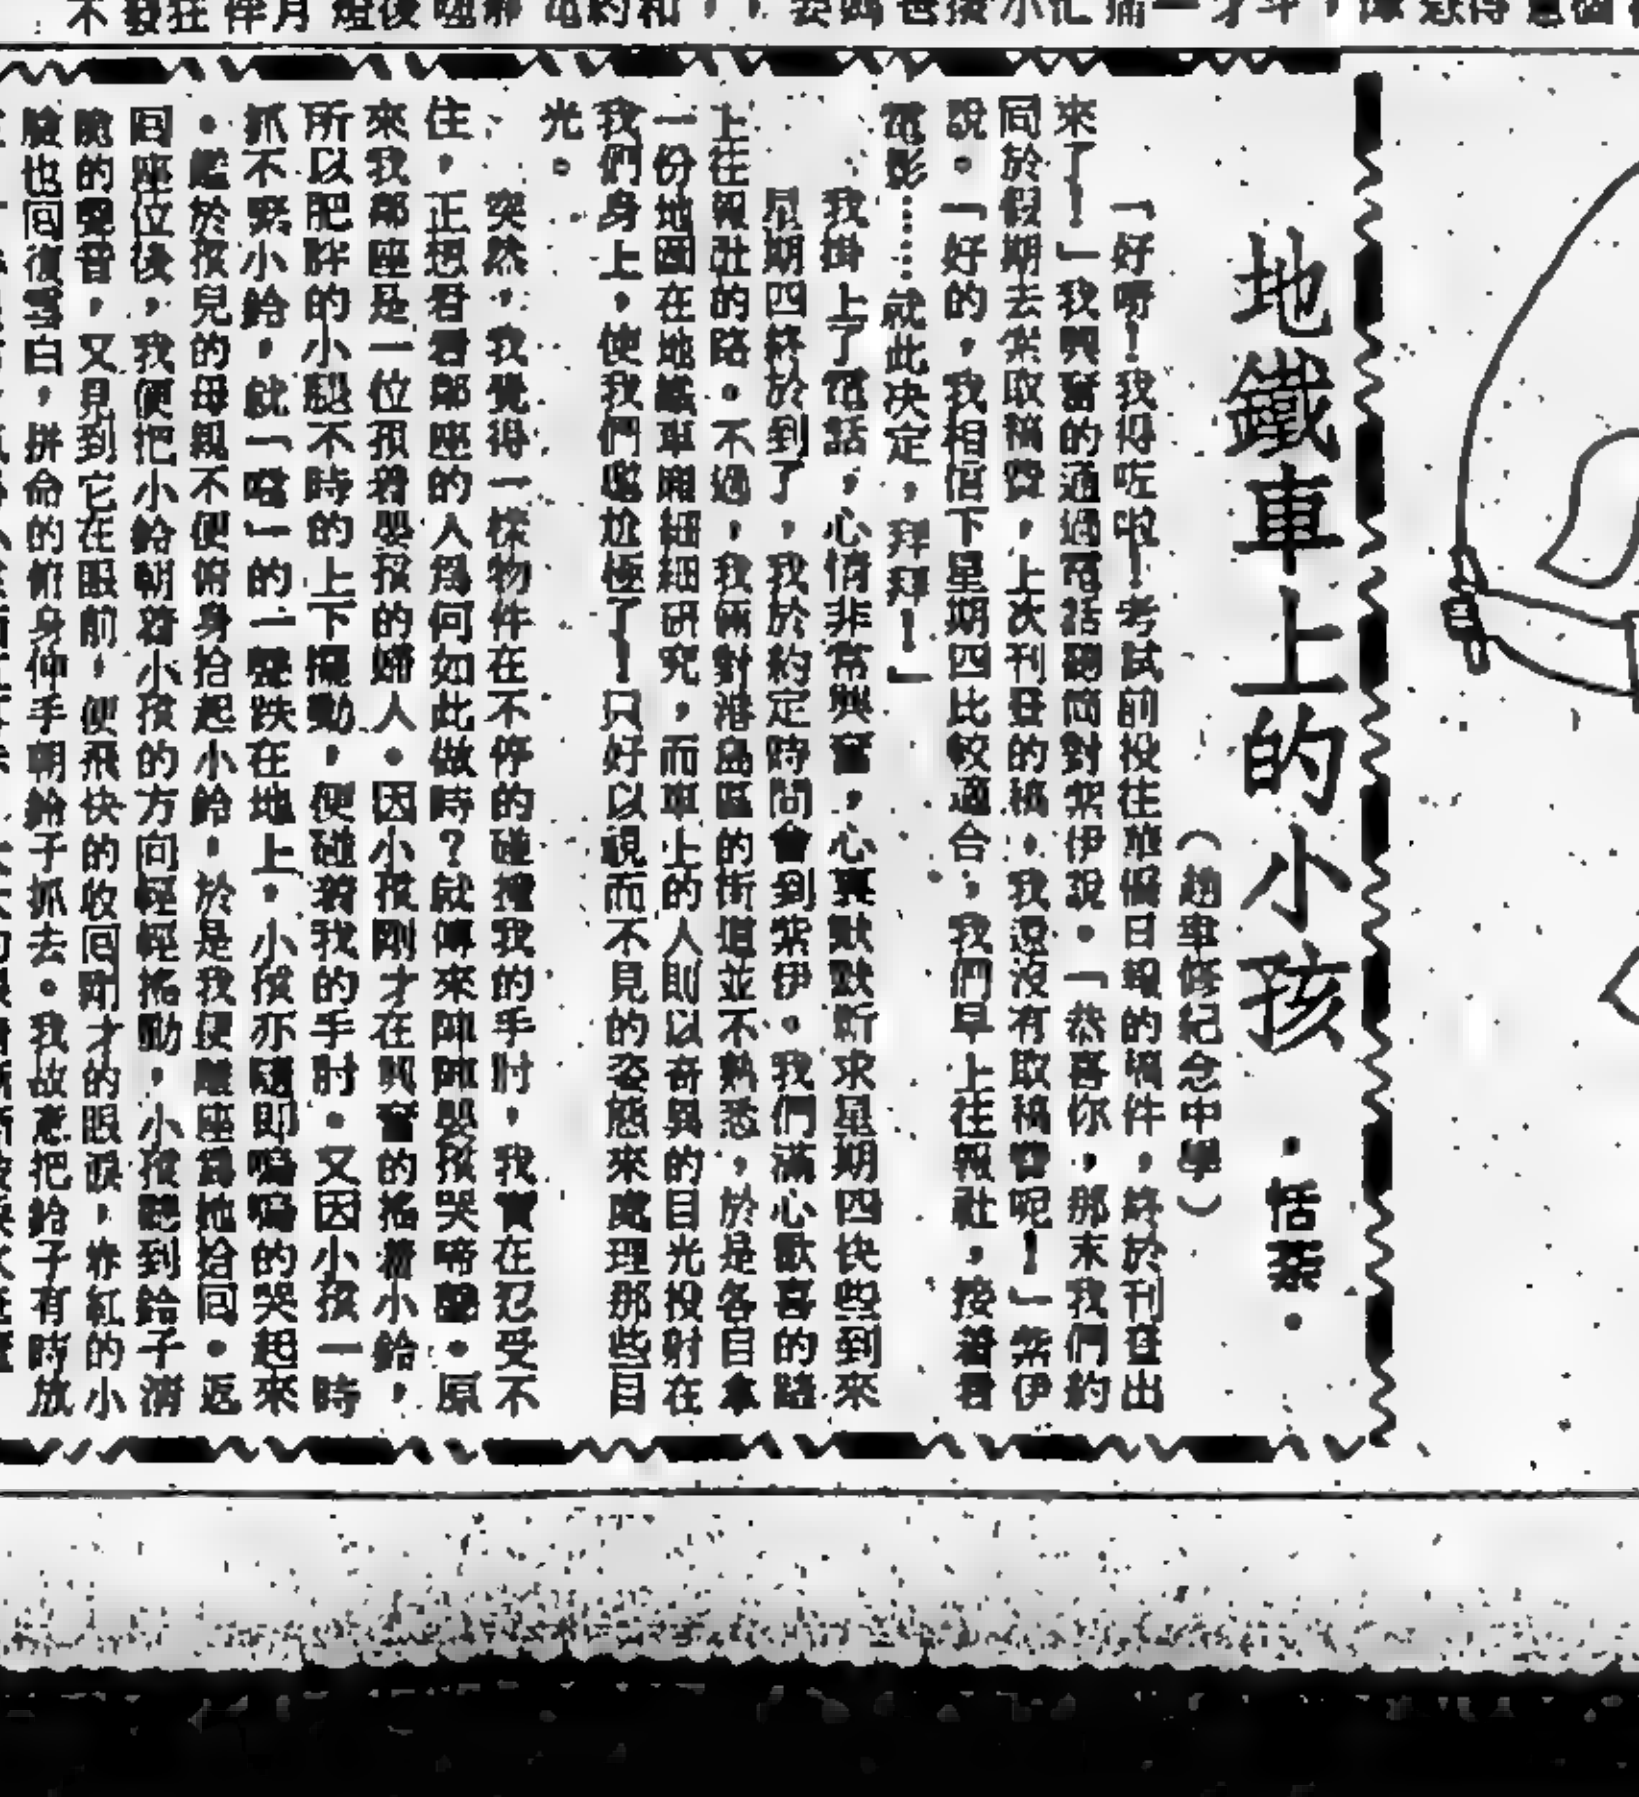 地鐵車上的小孩
•恬棻•
(趙聿修紀念中學)
「好嘢!我得咗啦!考試前投往華僑日報的稿件,終於刊登出
來了!」我興奮的通過電話對棻伊說。「恭喜你,那末我們約
同於假期去棻取稿費,上次刊登的稿,我還沒有取稿費呢!」棻伊
說。「好的,我相信下星期四比較適合,我們早上往報社,接着看
電影……就此决定,拜拜!」
我掛上了電話,心情非常興奮,心裏默默祈求星期四快些到來
星期四終於到了,我於約定時間會到棻伊。我們滿心歡喜的踏
上往報社的路。不過,我倆對港島區的街道並不熟悉,於是各自拿
一份地圖在地鐵車廂細細研究,而車上的人則以奇異的目光投射在
我們身上,使我們尷尬極了!只好以視而不見的姿態來處理那些目
光。
突然,我覺得一樣物件在不停的碰撞我的手肘,我實在忍受不
住,正想看看鄰座的人爲何如此做時?就傳來陣陣嬰孩哭啼聲。原
來我鄰座是一位孭着嬰孩的婦人。因小孩剛才在興奮的搖着小鈴,
所以肥胖的小腿不時的上下擺動,便碰着我的手肘。又因小孩一時
抓不緊小鈴,就「噹」的一聲跌在地上,小孩亦隨即嗚嗚的哭起來
。鑑於孩兒的母親不便俯身拾起小鈴,於是我便離座爲她拾回。返
回座位後,我便把小鈴朝着小孩的方向輕輕搖動,小孩聽到鈴子清
脆的聲音,又見到它在眼前,便飛快的收回剛才的眼淚,炸紅的小
臉也回復雪白,拼命的俯身伸手朝鈴子抓去。我故意把鈴子有時放